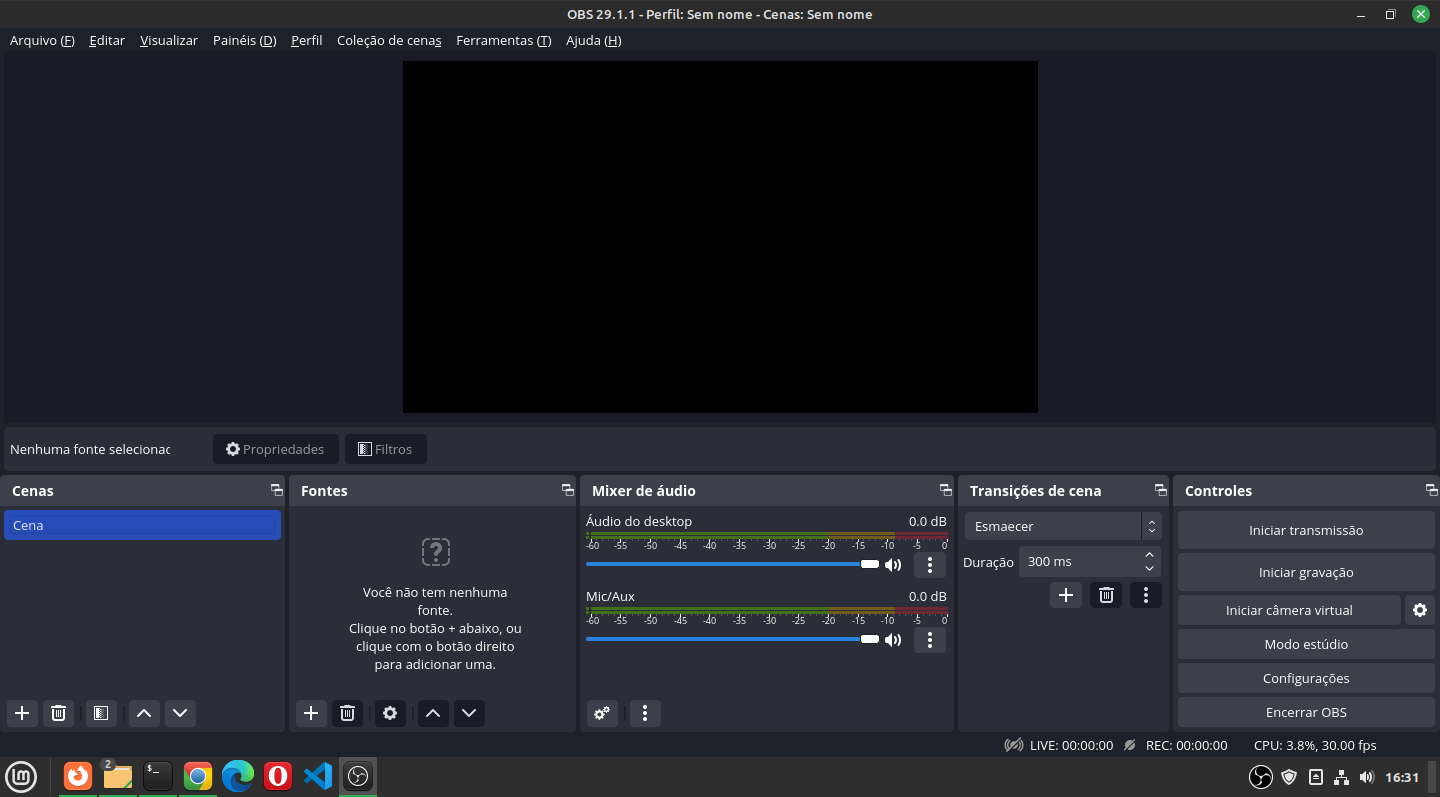 OBS 29.1.1 - Perfil: Sem nome - Cenas: Sem nome
Arquivo (F) Editar Visualizar Painéis (D) Perfil Coleção de cenas Ferramentas (T) Ajuda (H)
Nenhuma fonte selecionac Propriedades Filtros
Cenas
Cena
Fontes
Você não tem nenhuma
fonte.
Clique no botão + abaixo, ou
clique com o botão direito
para adicionar uma.
Mixer de áudio
Áudio do desktop 0.0 dB
-60 -55 -50 -45 -40 -35 -30 -25 -20 -15 -10 -5 0
Mic/Aux 0.0 dB
-60 -55 -50 -45 -40 -35 -30 -25 -20 -15 -10 -5 0
Transições de cena
Esmaecer
Duração 300 ms
Controles
Iniciar transmissão
Iniciar gravação
Iniciar câmera virtual
Modo estúdio
Configurações
Encerrar OBS
LIVE: 00:00:00 REC: 00:00:00 CPU: 3.8%, 30.00 fps
2 $_ 16:31